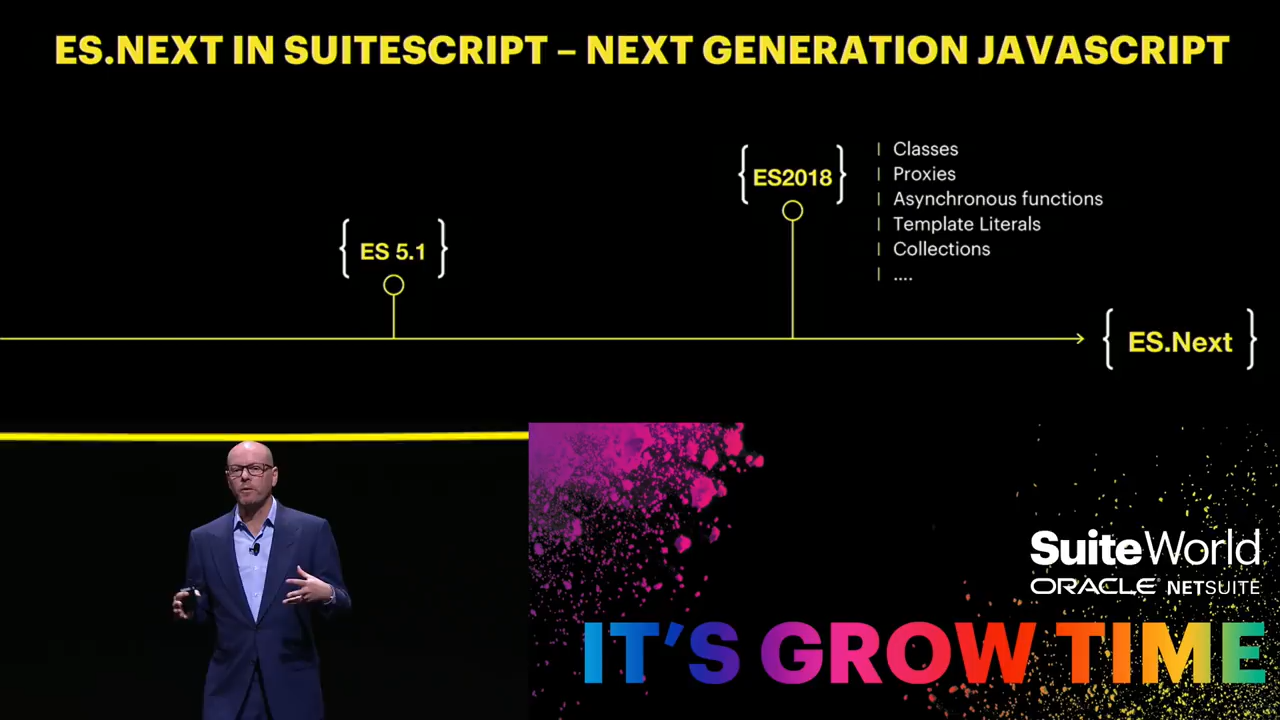 ES.NEXT IN SUITESCRIPT – NEXT GENERATION JAVASCRIPT
{ES2018}
| Classes
| Proxies
| Asynchronous functions
| Template Literals
| Collections
| ....
{ES 5.1}
{ES.Next}
SuiteWorld
ORACLE NETSUITE
IT'S GROW TIME